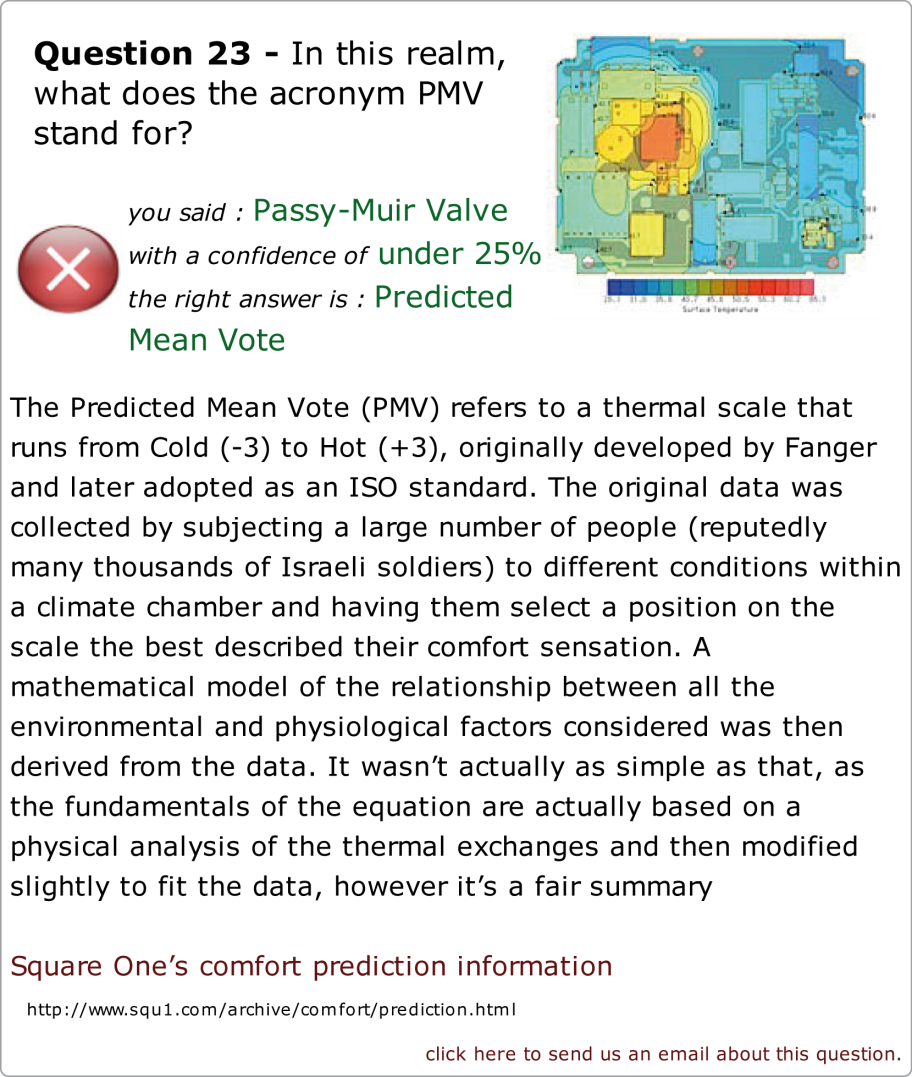 Question 23 - In this realm,
what does the acronym PMV
stand for?
you said : Passy-Muir Valve
with a confidence of under 25%
the right answer is : Predicted
Mean Vote
Surface Temperature
The Predicted Mean Vote (PMV) refers to a thermal scale that
runs from Cold (-3) to Hot (+3), originally developed by Fanger
and later adopted as an ISO standard. The original data was
collected by subjecting a large number of people (reputedly
many thousands of Israeli soldiers) to different conditions within
a climate chamber and having them select a position on the
scale the best described their comfort sensation. A
mathematical model of the relationship between all the
environmental and physiological factors considered was then
derived from the data. It wasn’t actually as simple as that, as
the fundamentals of the equation are actually based on a
physical analysis of the thermal exchanges and then modified
slightly to fit the data, however it’s a fair summary
Square One’s comfort prediction information
http://www.squ1.com/archive/comfort/prediction.html
click here to send us an email about this question.